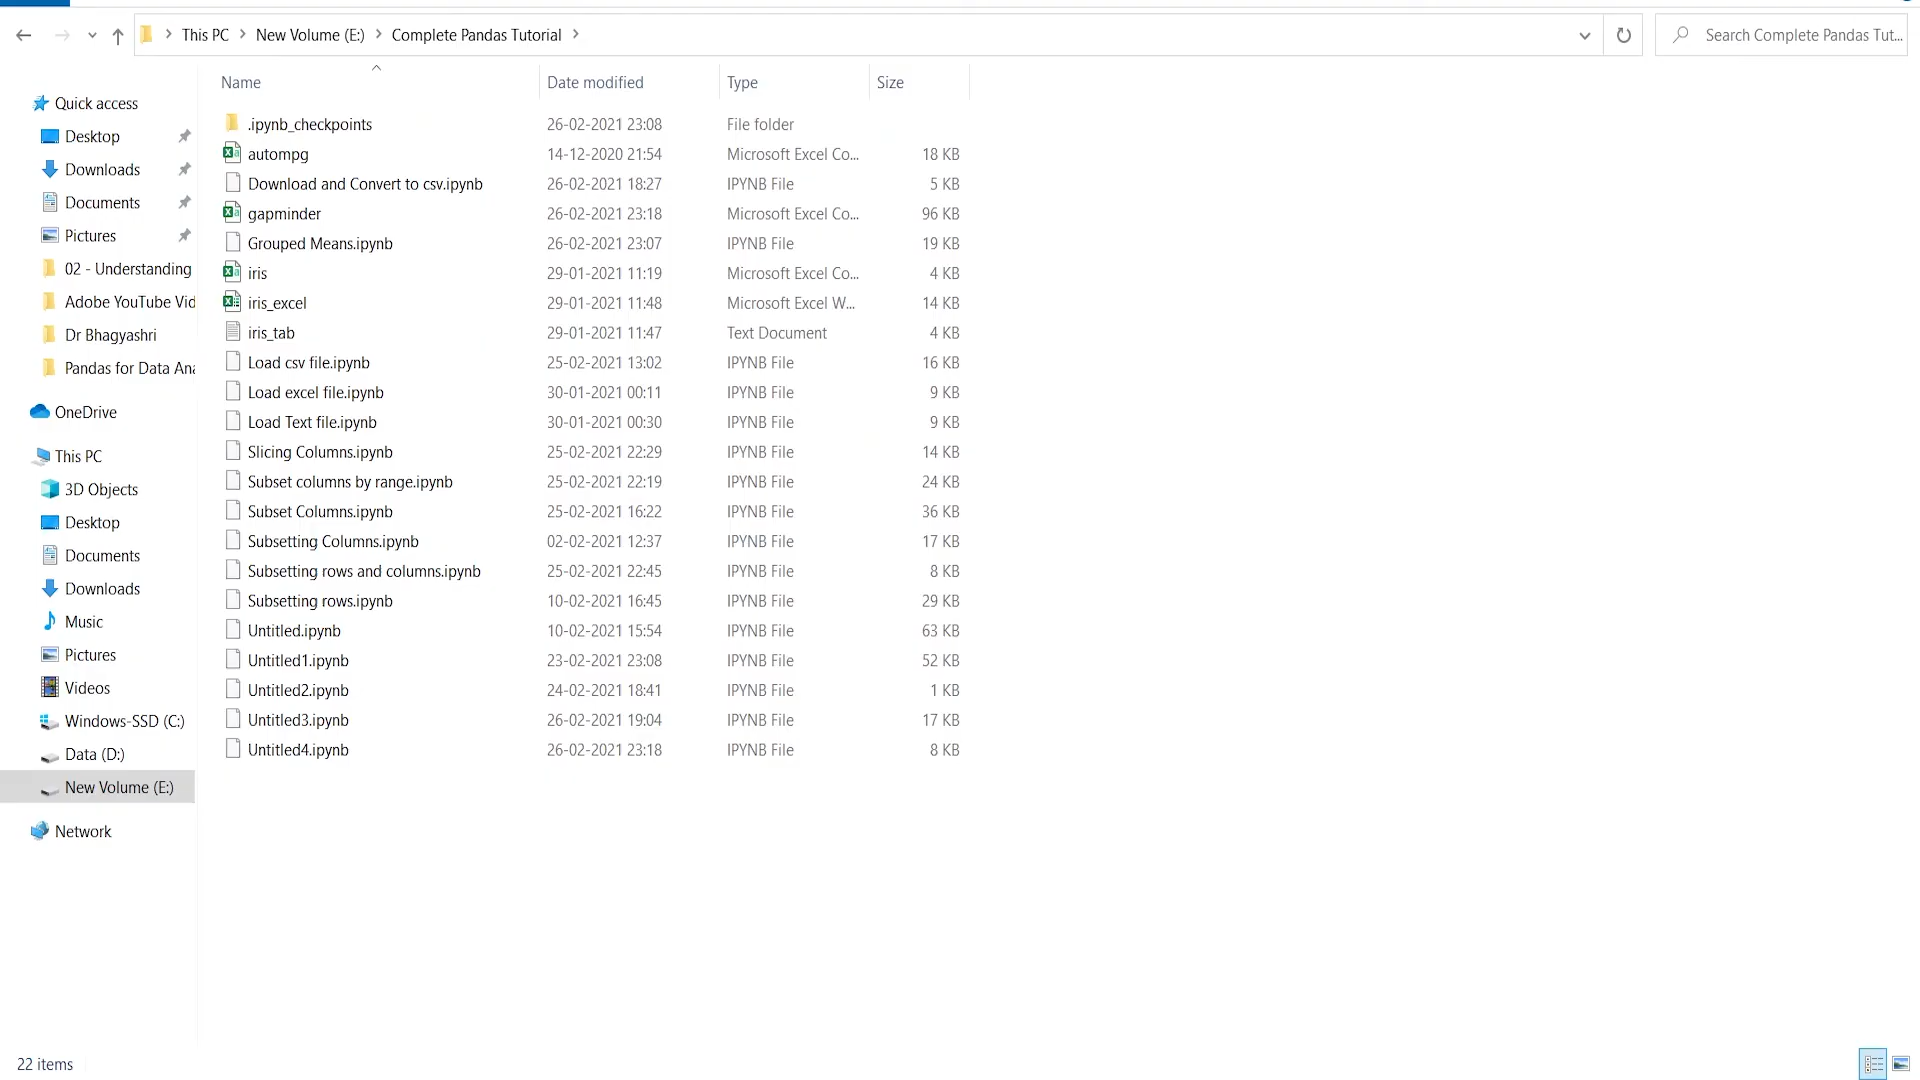 This PC > New Volume (E:) > Complete Pandas Tutorial >
Search Complete Pandas Tut...
Name Date modified Type Size
Quick access
Desktop
Downloads
Documents
Pictures
02 - Understanding
Adobe YouTube Vid
Dr Bhagyashri
Pandas for Data Ana
OneDrive
This PC
3D Objects
Desktop
Documents
Downloads
Music
Pictures
Videos
Windows-SSD (C:)
Data (D:)
New Volume (E:)
Network
.ipynb_checkpoints 26-02-2021 23:08 File folder
autompg 14-12-2020 21:54 Microsoft Excel Co... 18 KB
Download and Convert to csv.ipynb 26-02-2021 18:27 IPYNB File 5 KB
gapminder 26-02-2021 23:18 Microsoft Excel Co... 96 KB
Grouped Means.ipynb 26-02-2021 23:07 IPYNB File 19 KB
iris 29-01-2021 11:19 Microsoft Excel Co... 4 KB
iris_excel 29-01-2021 11:48 Microsoft Excel W... 14 KB
iris_tab 29-01-2021 11:47 Text Document 4 KB
Load csv file.ipynb 25-02-2021 13:02 IPYNB File 16 KB
Load excel file.ipynb 30-01-2021 00:11 IPYNB File 9 KB
Load Text file.ipynb 30-01-2021 00:30 IPYNB File 9 KB
Slicing Columns.ipynb 25-02-2021 22:29 IPYNB File 14 KB
Subset columns by range.ipynb 25-02-2021 22:19 IPYNB File 24 KB
Subset Columns.ipynb 25-02-2021 16:22 IPYNB File 36 KB
Subsetting Columns.ipynb 02-02-2021 12:37 IPYNB File 17 KB
Subsetting rows and columns.ipynb 25-02-2021 22:45 IPYNB File 8 KB
Subsetting rows.ipynb 10-02-2021 16:45 IPYNB File 29 KB
Untitled.ipynb 10-02-2021 15:54 IPYNB File 63 KB
Untitled1.ipynb 23-02-2021 23:08 IPYNB File 52 KB
Untitled2.ipynb 24-02-2021 18:41 IPYNB File 1 KB
Untitled3.ipynb 26-02-2021 19:04 IPYNB File 17 KB
Untitled4.ipynb 26-02-2021 23:18 IPYNB File 8 KB
22 items